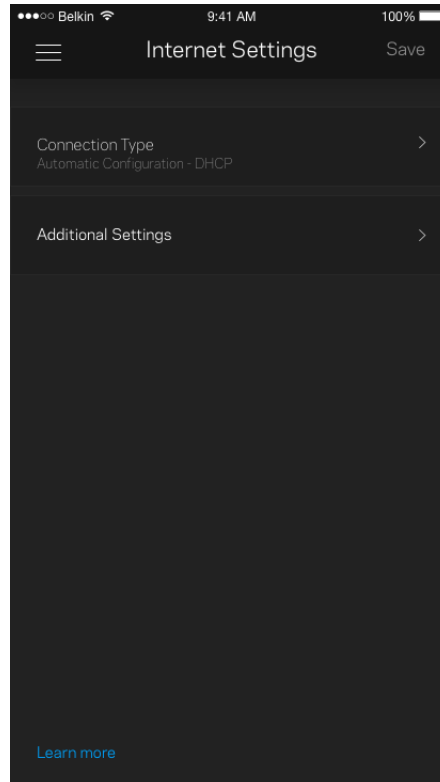 Belkin 9:41 AM 100%
Internet Settings Save
Connection Type
Automatic Configuration - DHCP
Additional Settings
Learn more